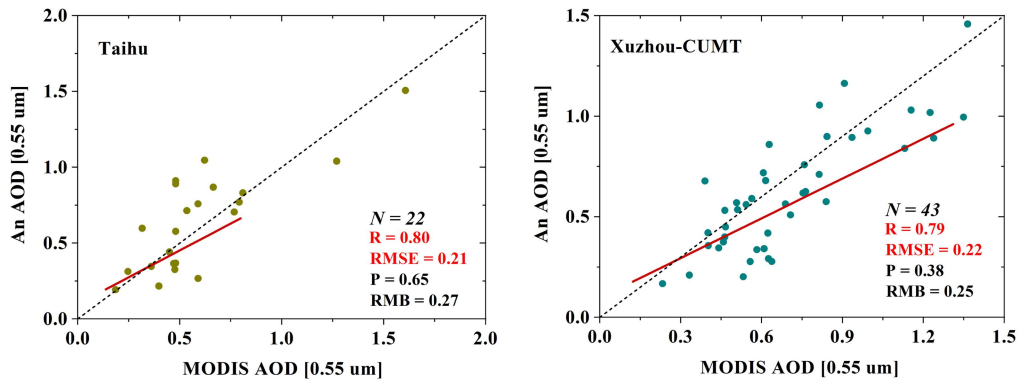 Taihu
An AOD [0.55 um]
2.0
1.5
1.0
0.5
0.0
N = 22
R = 0.80
RMSE = 0.21
P = 0.65
RMB = 0.27
0.0 0.5 1.0 1.5 2.0
MODIS AOD [0.55 um]
Xuzhou-CUMT
An AOD [0.55 um]
1.5
1.0
0.5
0.0
N = 43
R = 0.79
RMSE = 0.22
P = 0.38
RMB = 0.25
0.0 0.3 0.6 0.9 1.2 1.5
MODIS AOD [0.55 um]